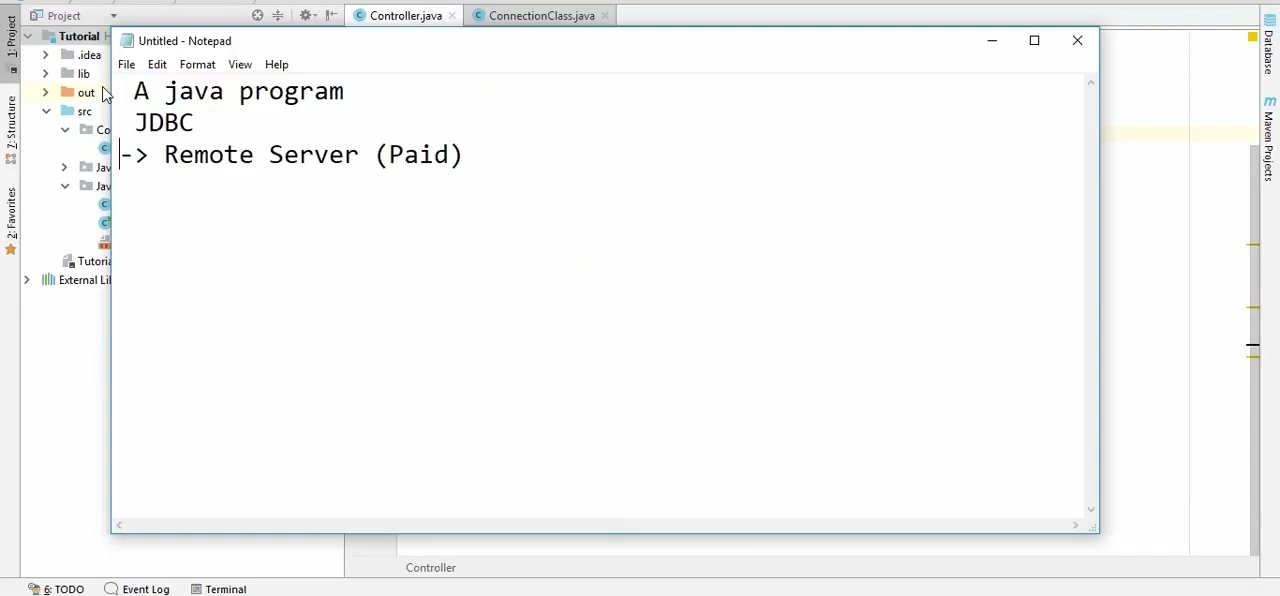 Project
Controller.java
ConnectionClass.java
1: Project
Z: Structure
2: Favorites
Tutorial
.idea
lib
out
src
External
Untitled - Notepad
File Edit Format View Help
A java program
JDBC
-> Remote Server (Paid)
Database
Maven Projects
Controller
6: TODO
Event Log
Terminal